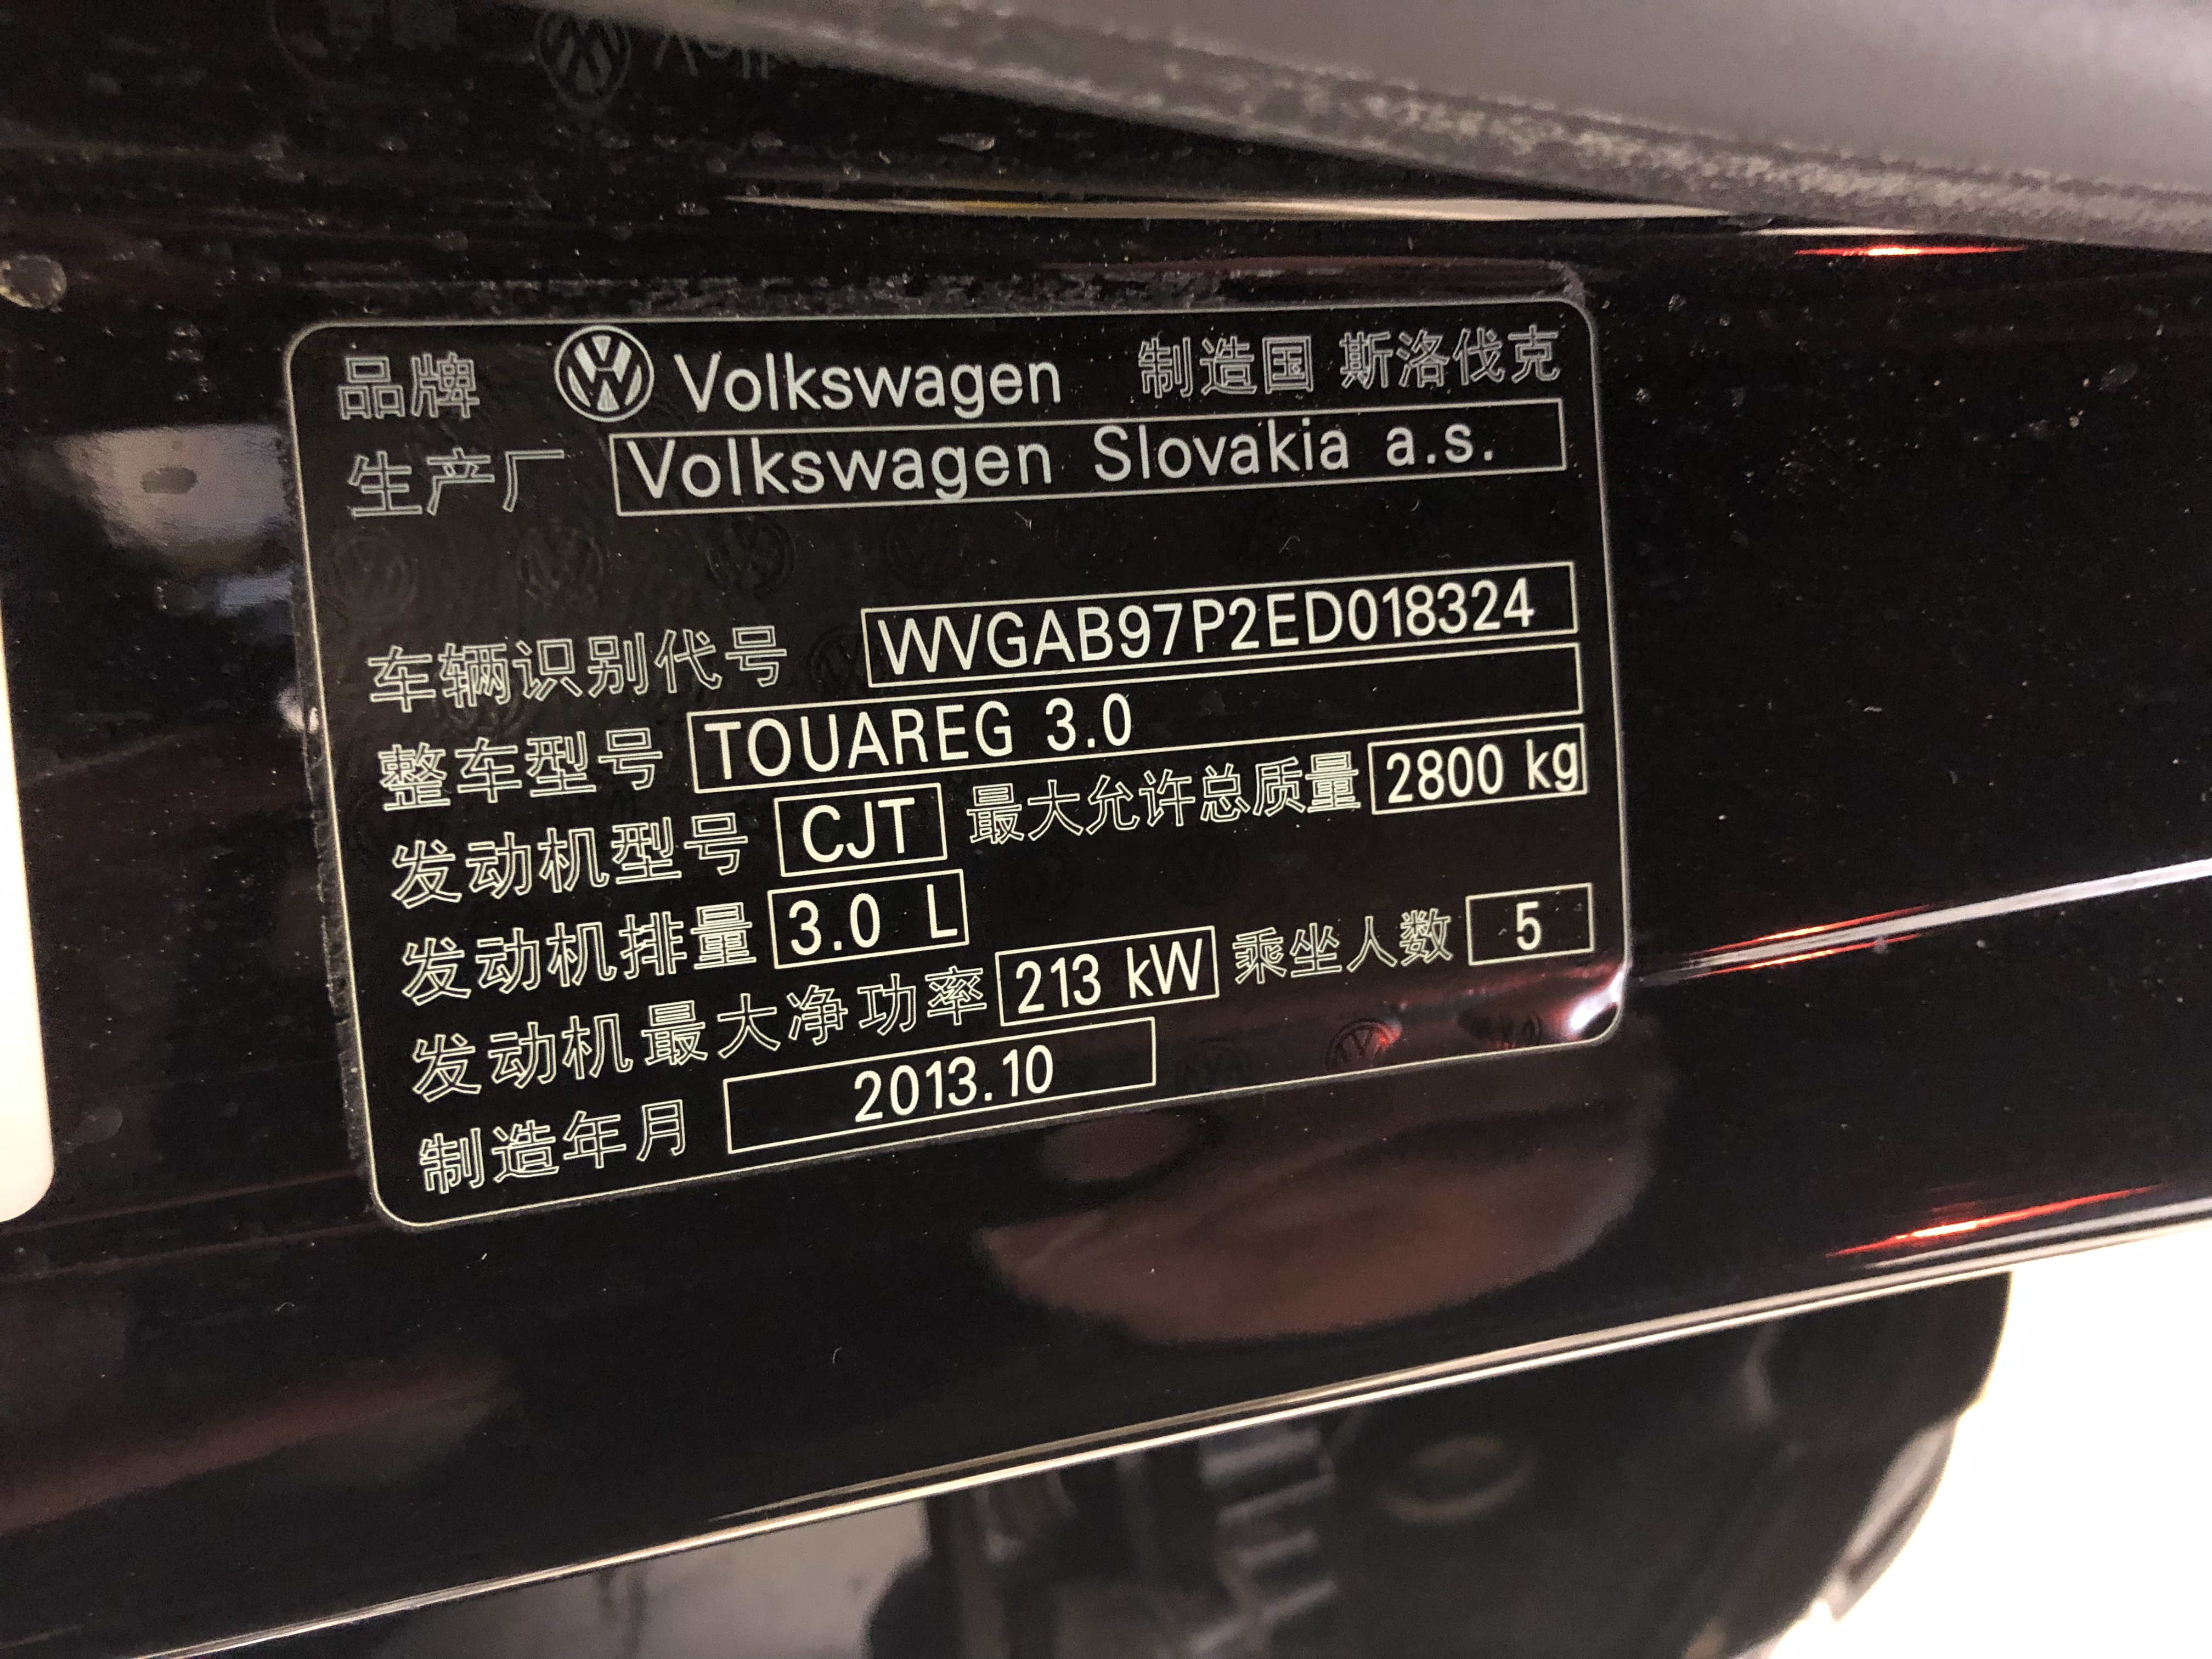 品牌 Volkswagen 制造国 斯洛伐克
生产厂 Volkswagen Slovakia a.s.
车辆识别代号 WVGAB97P2ED018324
整车型号 TOUAREG 3.0
发动机型号 CJT 最大允许总质量 2800 kg
发动机排量 3.0 L
发动机最大净功率 213 kW 乘坐人数 5
制造年月 2013.10